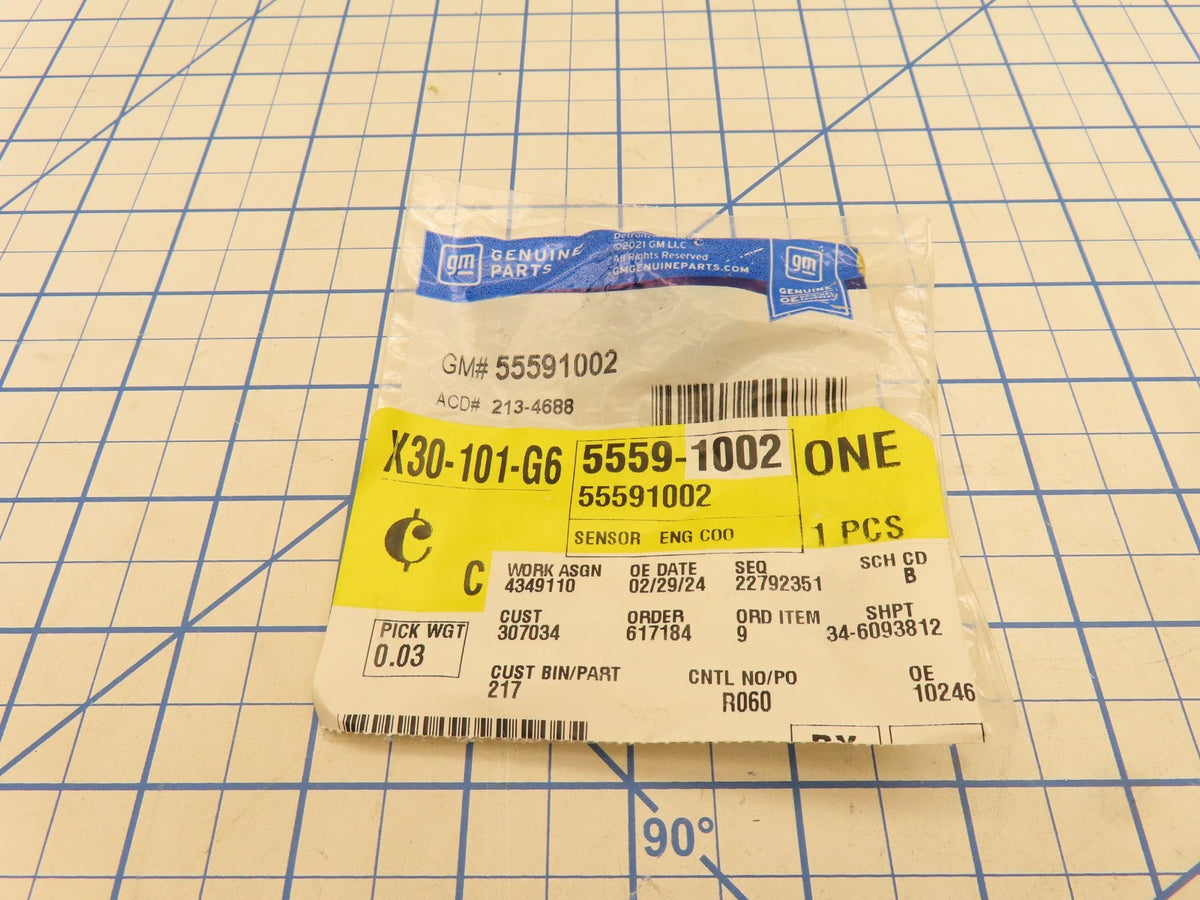 gm GENUINE PARTS
©2021 GM LLC
All Rights Reserved
GMGENUINEPARTS.COM
gm
GENUINE
GM# 55591002
ACD# 213-4688
X30-101-G6
5559-1002
ONE
55591002
SENSOR ENG COO
1 PCS
C
WORK ASGN
4349110
OE DATE
02/29/24
SEQ
22792351
SCH CD
B
PICK WGT
0.03
CUST
307034
ORDER
617184
ORD ITEM
9
SHPT
34-6093812
CUST BIN/PART
217
CNTL NO/PO
R060
OE
10246
90°